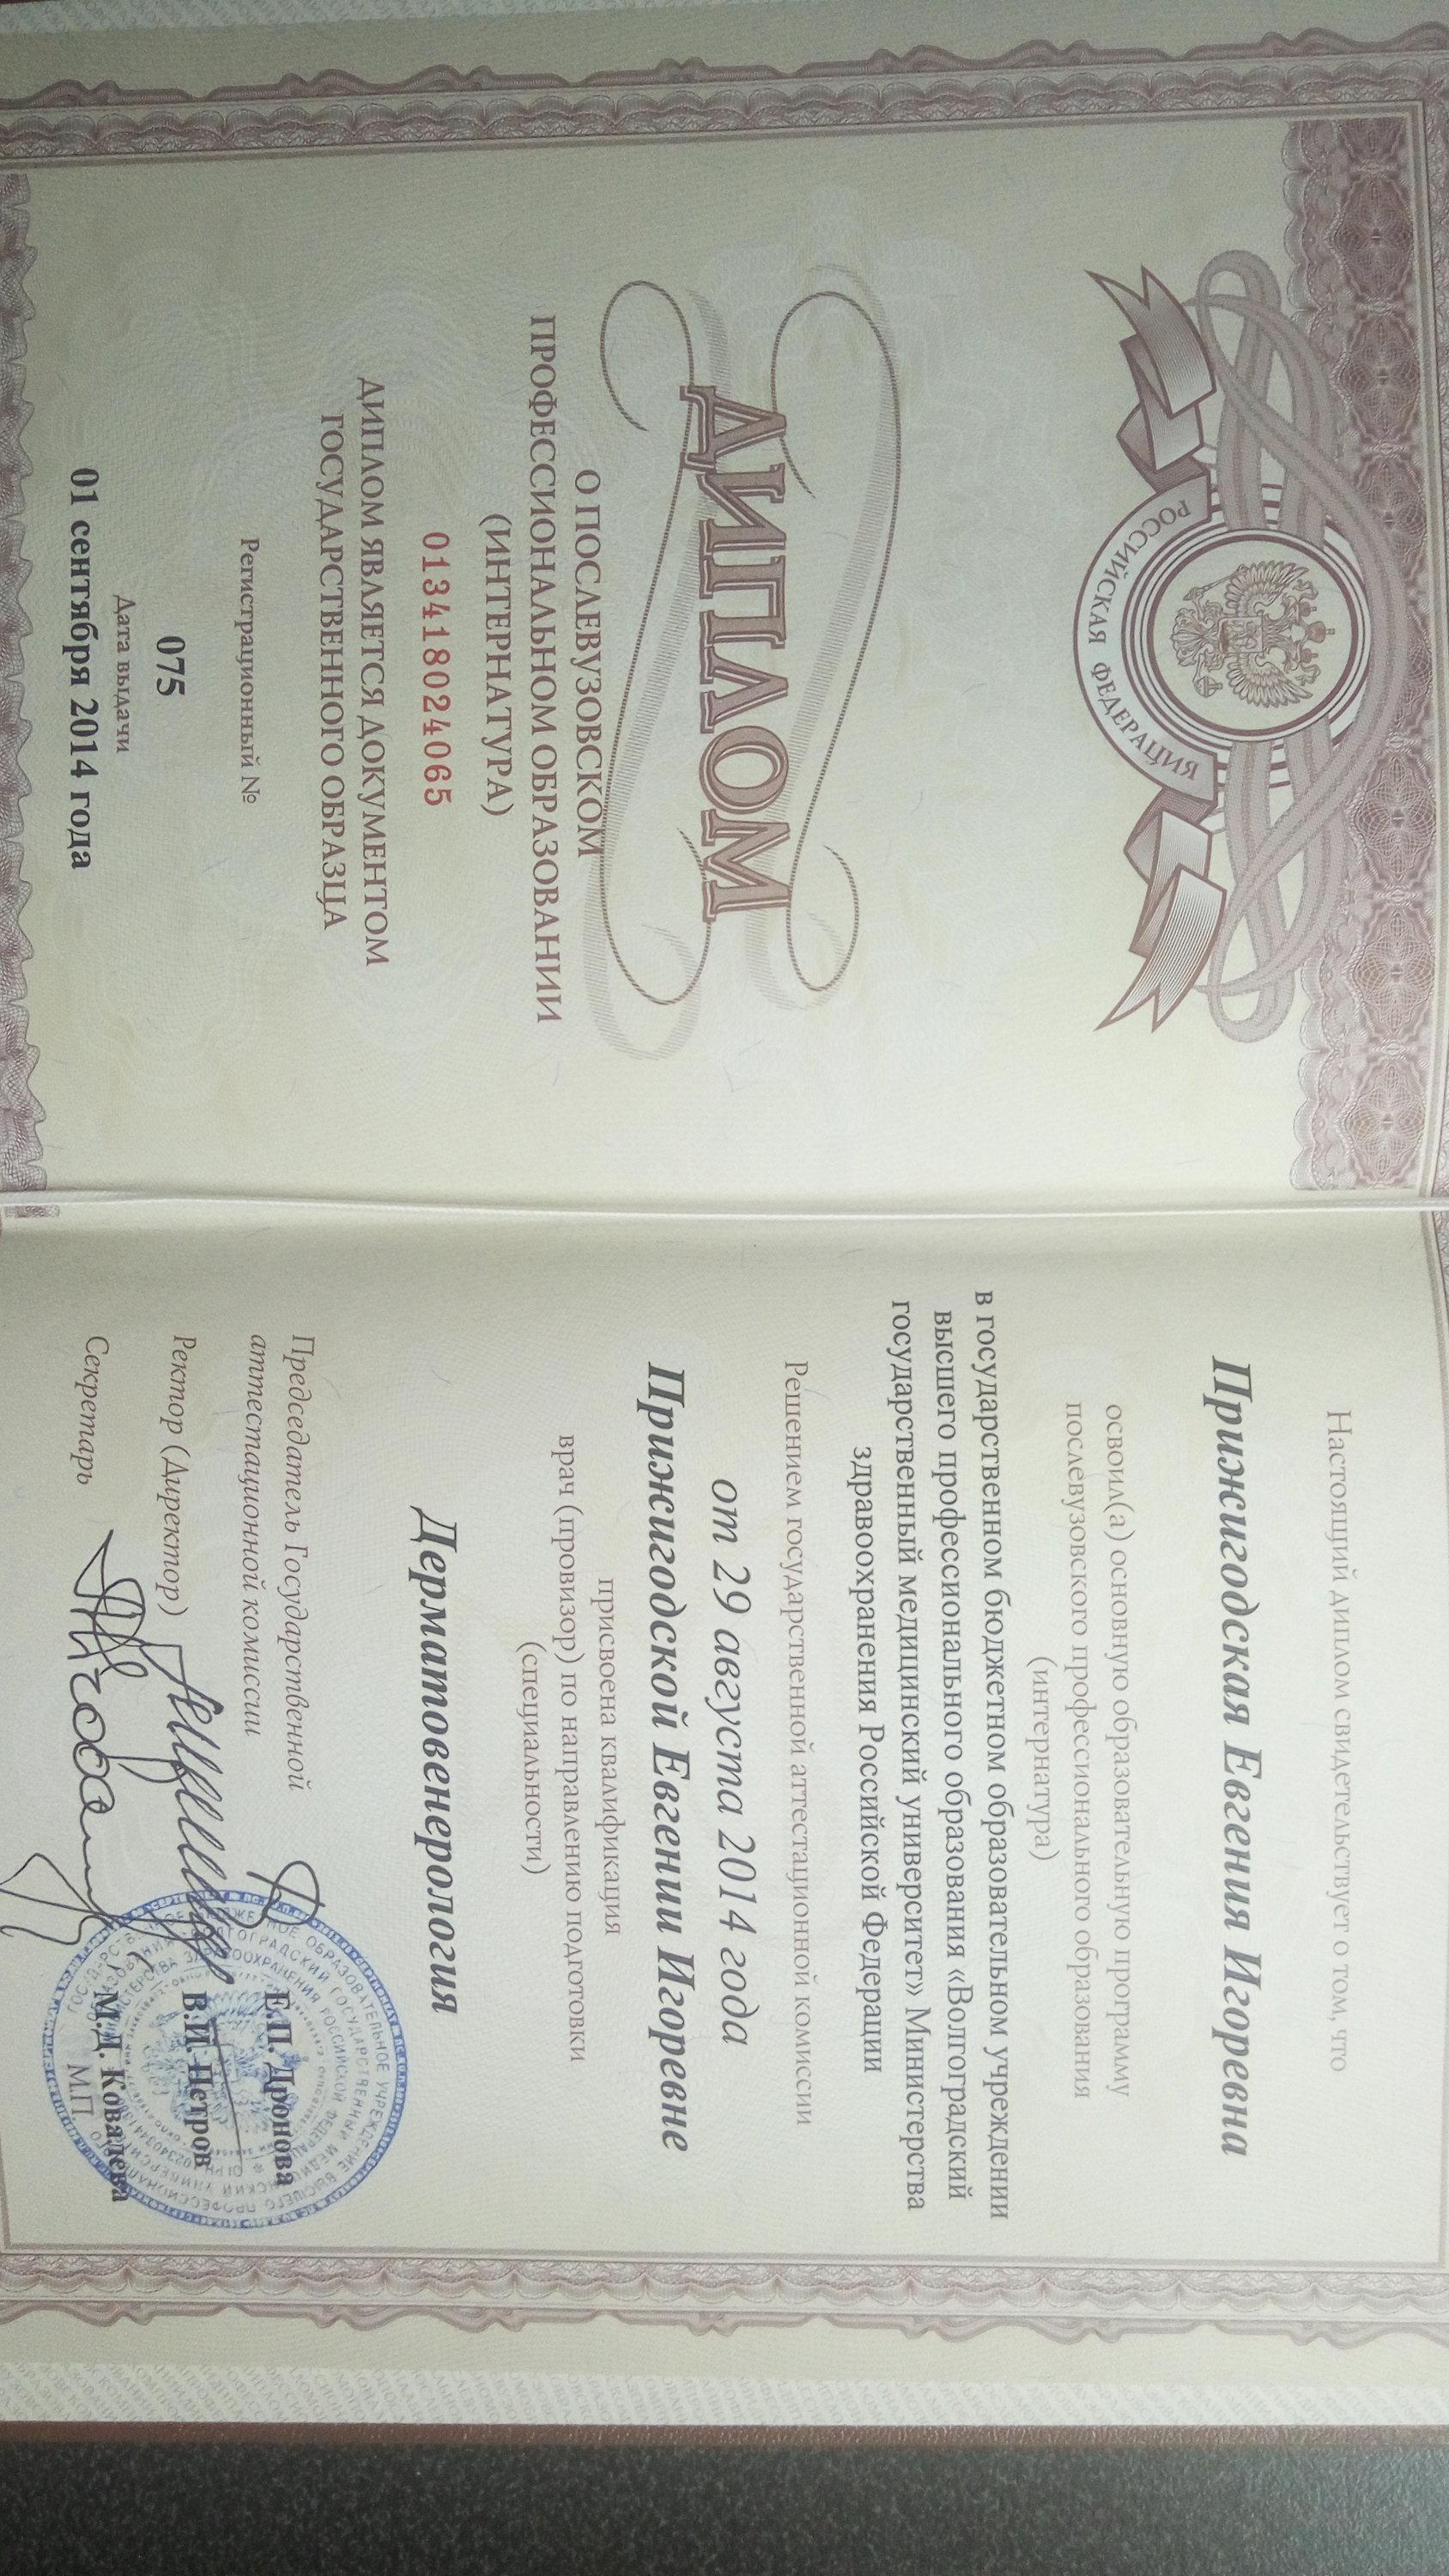 РОССИЙСКАЯ ФЕДЕРАЦИЯ
ДИПЛОМ
О ПОСЛЕВУЗОВСКОМ
ПРОФЕССИОНАЛЬНОМ ОБРАЗОВАНИИ
(ИНТЕРНАТУРА)
013418024065
ДИПЛОМ ЯВЛЯЕТСЯ ДОКУМЕНТОМ
ГОСУДАРСТВЕННОГО ОБРАЗЦА
Регистрационный №
075
Дата выдачи
01 сентября 2014 года
Настоящий диплом свидетельствует о том, что
Прижигодская Евгения Игоревна
освоил(а) основную образовательную программу
послевузовского профессионального образования
(интернатура)
в государственном бюджетном образовательном учреждении
высшего профессионального образования «Волгоградский
государственный медицинский университет» Министерства
здравоохранения Российской Федерации
Решением государственной аттестационной комиссии
от 29 августа 2014 года
Прижигодской Евгении Игоревне
присвоена квалификация
врач (провизор) по направлению подготовки
(специальности)
Дерматовенерология
Председатель Государственной
аттестационной комиссии Е.П. Дронова
Ректор (Директор) В.И. Петров
Секретарь М.Д. Ковалева
М.П.